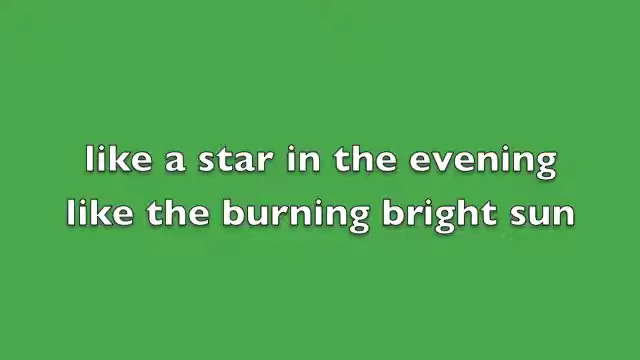 like a star in the evening
like the burning bright sun